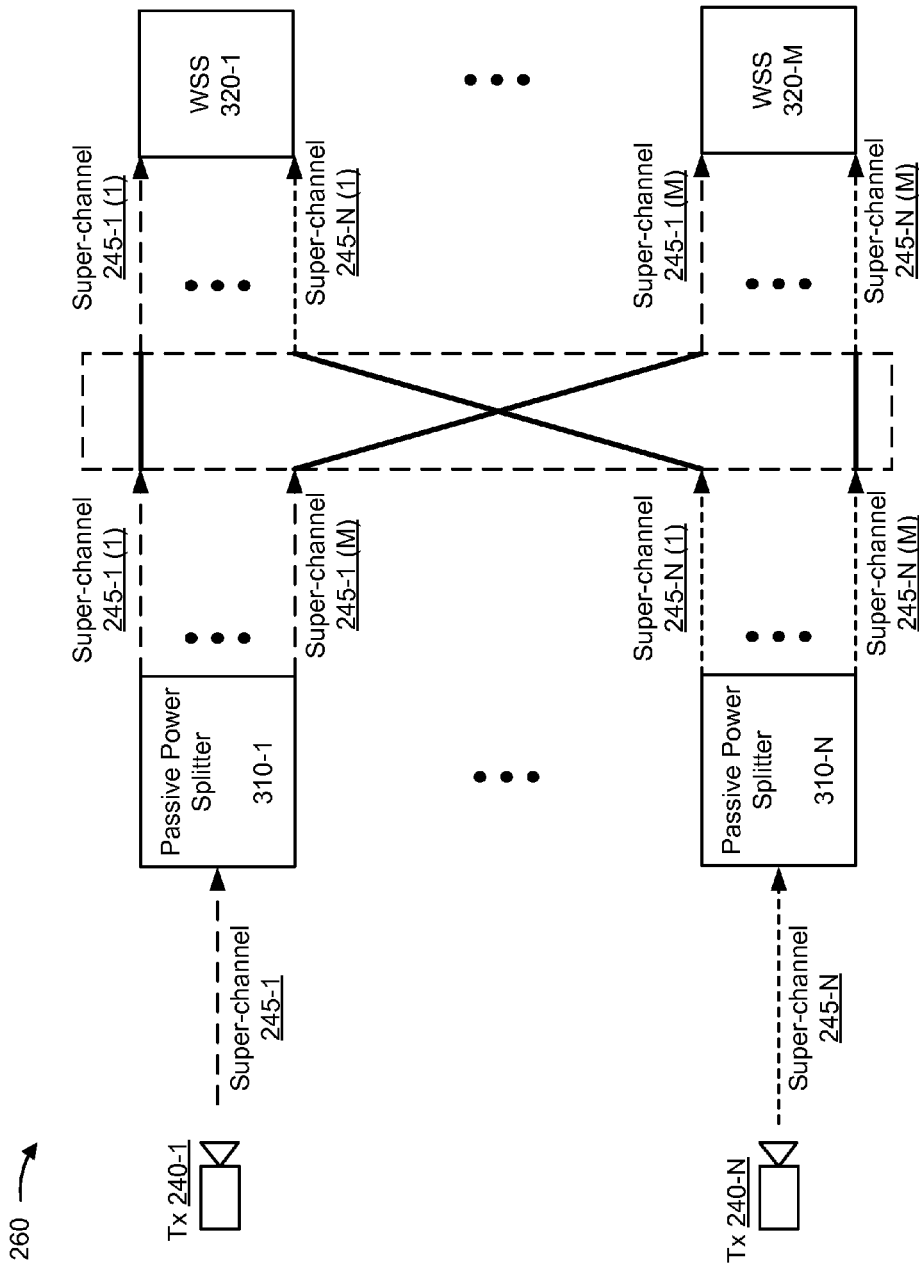 260
Tx 240-1
Super-channel
245-1
Passive Power
Splitter
310-1
Super-channel
245-1 (1)
Super-channel
245-1 (M)
Super-channel
245-1 (1)
Super-channel
245-N (1)
WSS
320-1
Tx 240-N
Super-channel
245-N
Passive Power
Splitter
310-N
Super-channel
245-N (1)
Super-channel
245-N (M)
Super-channel
245-1 (M)
Super-channel
245-N (M)
WSS
320-M